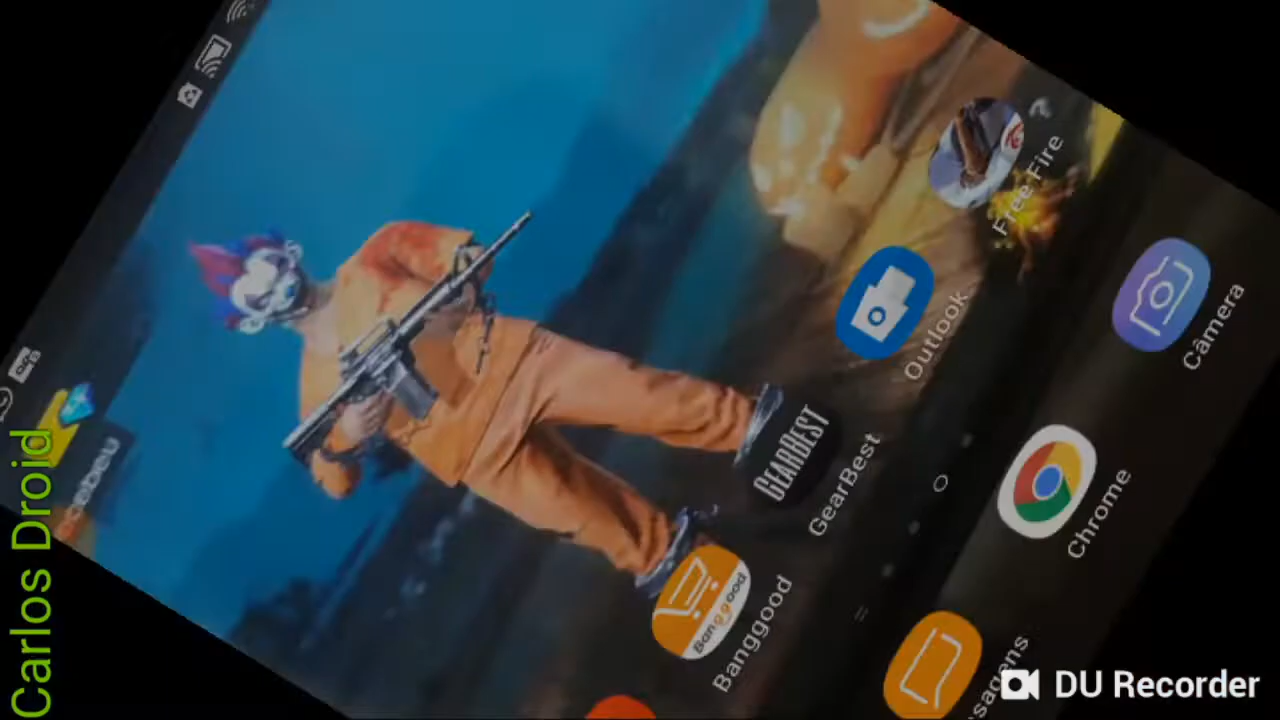 Carlos Droid
Free Fire
Outlook
Câmera
GEARBEST
GearBest
Chrome
Banggood
Banggood
DU Recorder